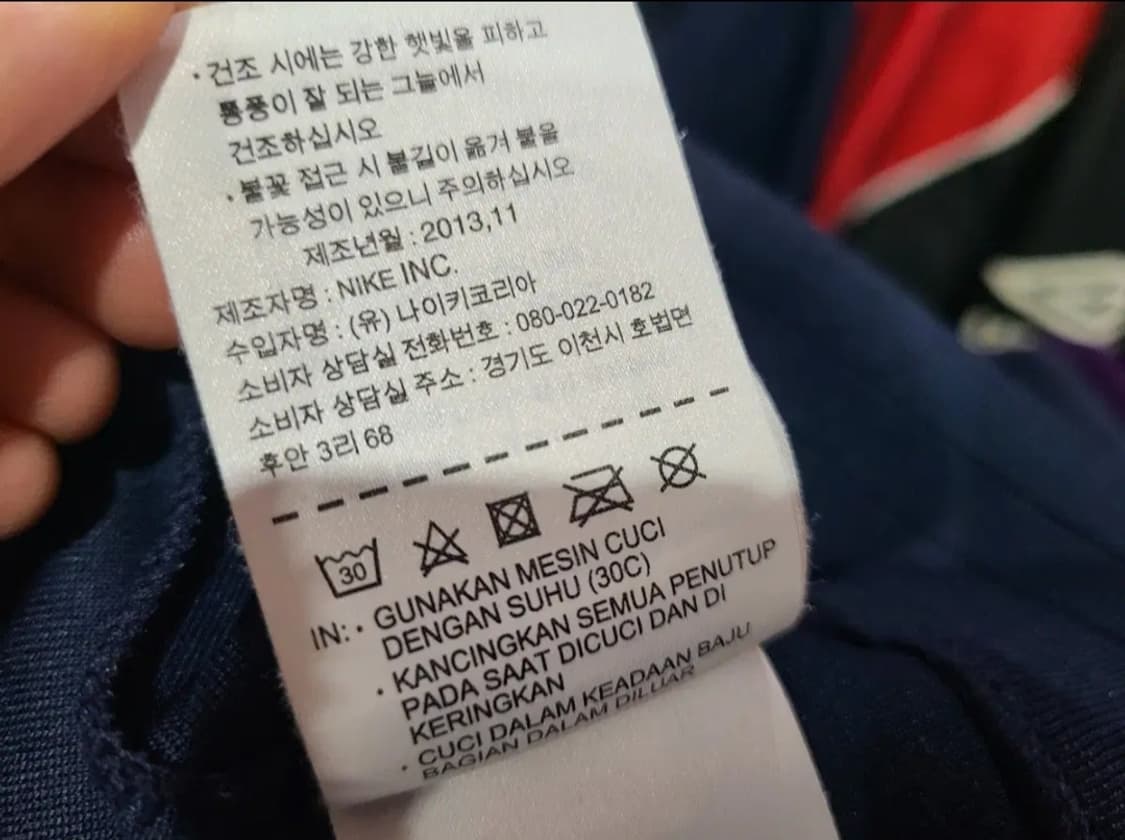 · 건조 시에는 강한 햇빛을 피하고
통풍이 잘 되는 그늘에서
건조하십시오
· 불꽃 접근 시 불길이 옮겨 붙을
가능성이 있으니 주의하십시오
제조년월 : 2013,11
제조자명 : NIKE INC.
수입자명 : (유) 나이키코리아
소비자 상담실 전화번호 : 080-022-0182
소비자 상담실 주소 : 경기도 이천시 호법면
후안 3리 68
30
IN: · GUNAKAN MESIN CUCI
DENGAN SUHU (30C)
· KANCINGKAN SEMUA PENUTUP
PADA SAAT DICUCI DAN DI
KERINGKAN
· CUCI DALAM KEADAAN BAJU
BAGIAN DALAM DILUAR